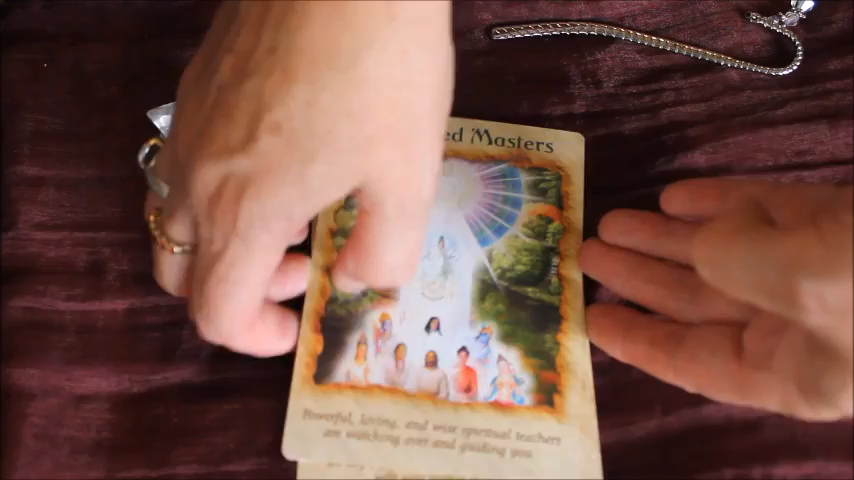 ed Masters
Powerful, loving, and wise spiritual teachers
are watching over and guiding you